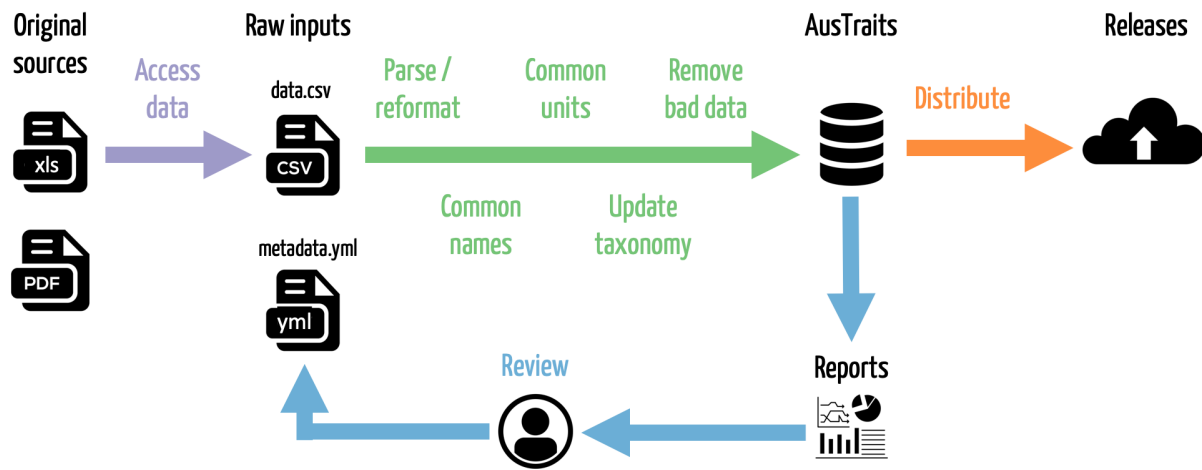 Original
sources
Raw inputs
AusTraits
Releases
Access
data
data.csv
Parse /
reformat
Common
units
Remove
bad data
Distribute
xls
CSV
Common
names
Update
taxonomy
metadata.yml
PDF
yml
Review
Reports